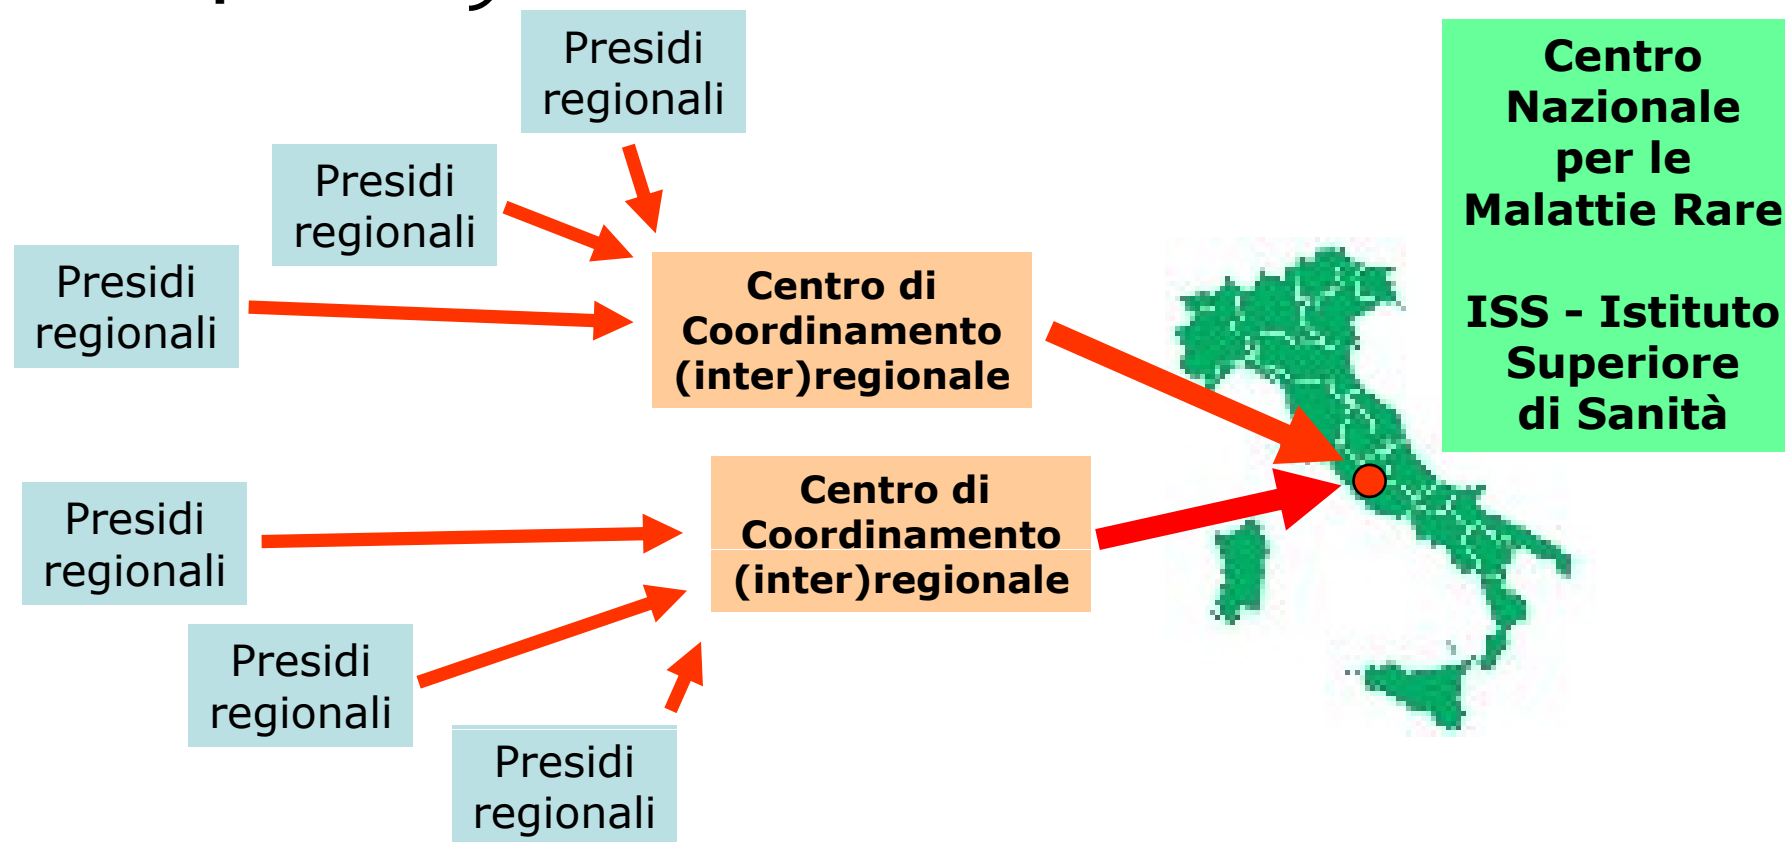 Presidi
regionali
Presidi
regionali
Presidi
regionali
Centro di
Coordinamento
(inter)regionale
Centro
Nazionale
per le
Malattie Rare
ISS - Istituto
Superiore
di Sanità
Presidi
regionali
Presidi
regionali
Presidi
regionali
Centro di
Coordinamento
(inter)regionale